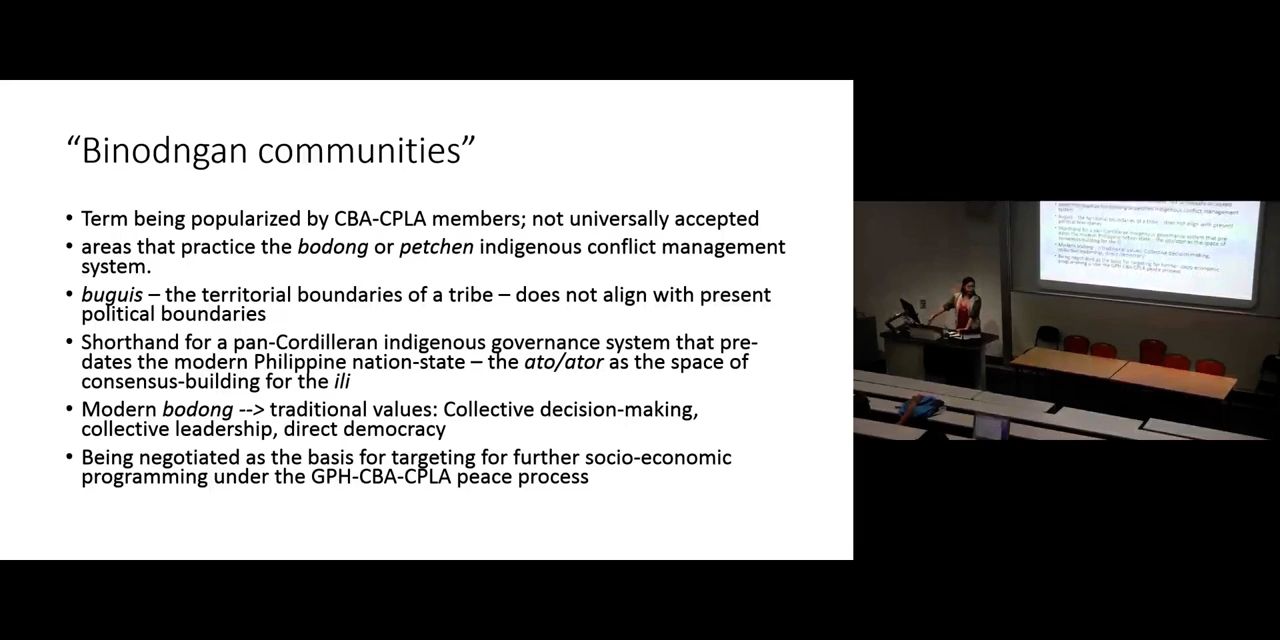 “Binodngan communities”
• Term being popularized by CBA-CPLA members; not universally accepted
• areas that practice the bodong or petchen indigenous conflict management
system.
• buguis – the territorial boundaries of a tribe – does not align with present
political boundaries
• Shorthand for a pan-Cordilleran indigenous governance system that pre-
dates the modern Philippine nation-state – the ato/ator as the space of
consensus-building for the ili
• Modern bodong --> traditional values: Collective decision-making,
collective leadership, direct democracy
• Being negotiated as the basis for targeting for further socio-economic
programming under the GPH-CBA-CPLA peace process